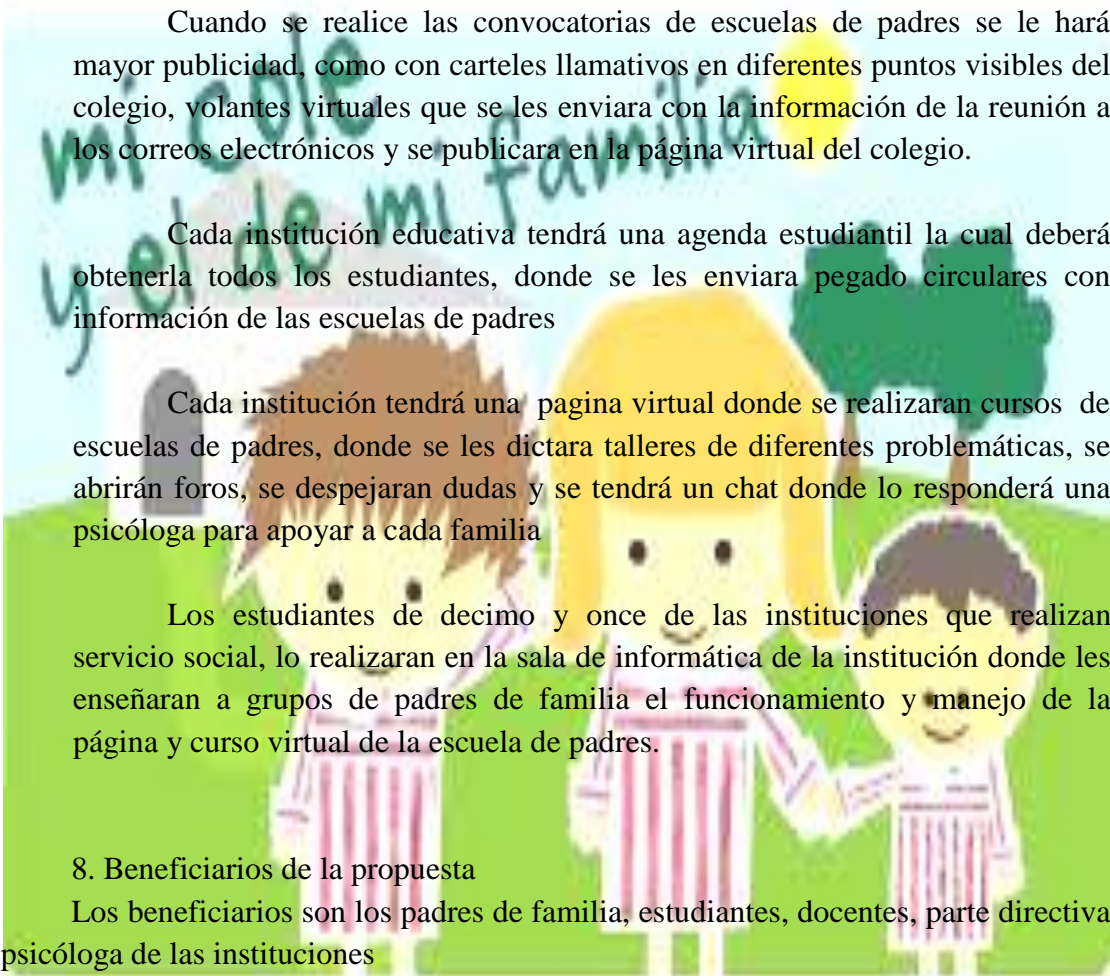 Cuando se realice las convocatorias de escuelas de padres se le hará
mayor publicidad, como con carteles llamativos en diferentes puntos visibles del
colegio, volantes virtuales que se les enviara con la información de la reunión a
los correos electrónicos y se publicara en la página virtual del colegio.
mi cole
y el de mi familia
Cada institución educativa tendrá una agenda estudiantil la cual deberá
obtenerla todos los estudiantes, donde se les enviara pegado circulares con
información de las escuelas de padres
Cada institución tendrá una pagina virtual donde se realizaran cursos de
escuelas de padres, donde se les dictara talleres de diferentes problemáticas, se
abrirán foros, se despejaran dudas y se tendrá un chat donde lo responderá una
psicóloga para apoyar a cada familia
Los estudiantes de decimo y once de las instituciones que realizan
servicio social, lo realizaran en la sala de informática de la institución donde les
enseñaran a grupos de padres de familia el funcionamiento y manejo de la
página y curso virtual de la escuela de padres.
8. Beneficiarios de la propuesta
Los beneficiarios son los padres de familia, estudiantes, docentes, parte directiva
psicóloga de las instituciones